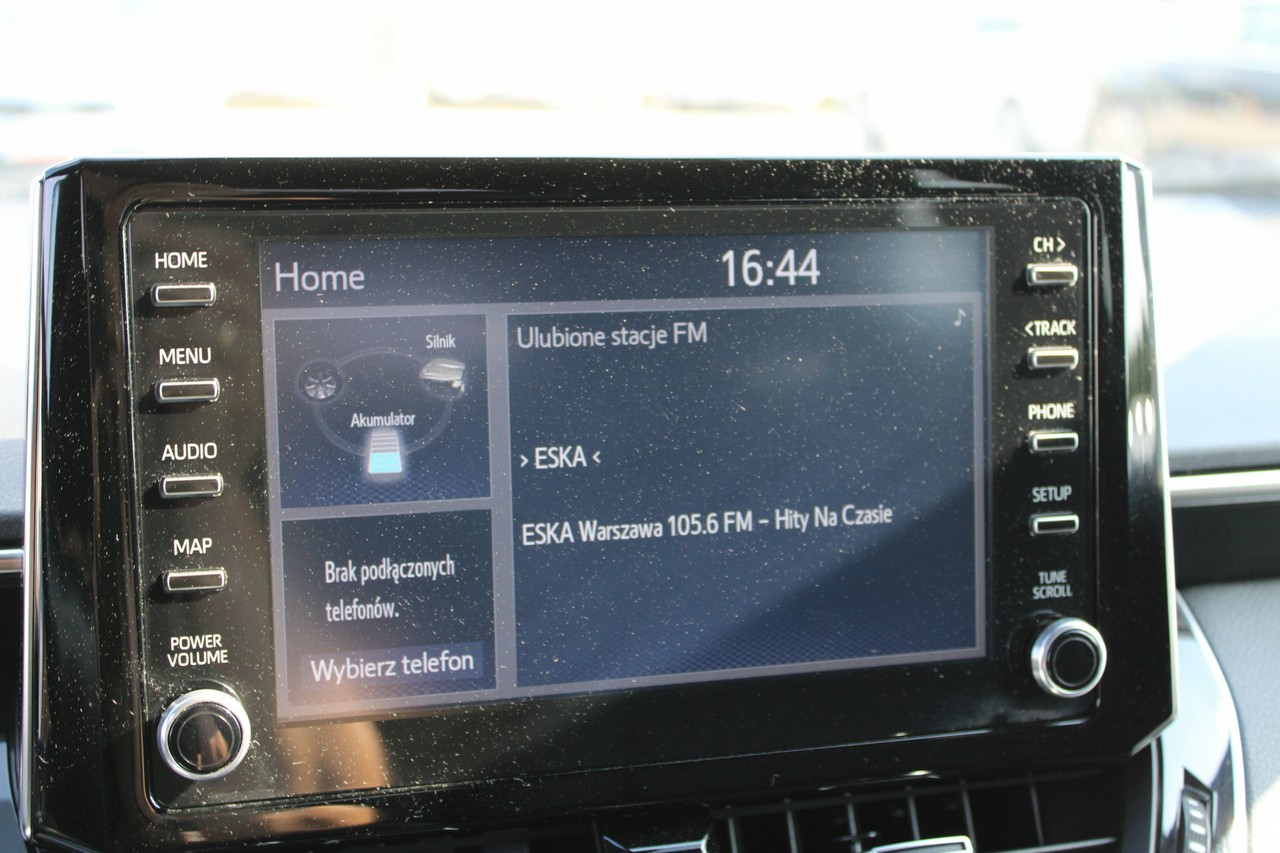 HOME
MENU
AUDIO
MAP
POWER
VOLUME
Home
16:44
Silnik
Akumulator
Brak podłączonych
telefonów.
Wybierz telefon
Ulubione stacje FM
› ESKA ‹
ESKA Warszawa 105.6 FM – Hity Na Czasie
CH>
<TRACK
PHONE
SETUP
TUNE
SCROLL